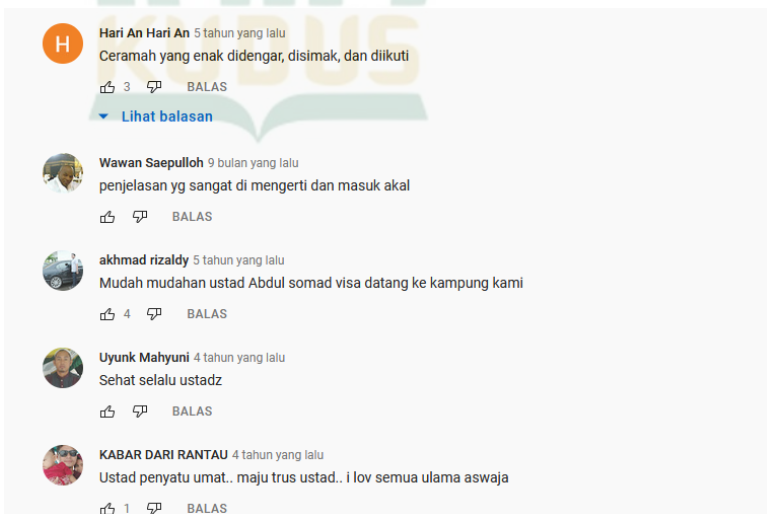 Hari An Hari An 5 tahun yang lalu
H
Ceramah yang enak didengar, disimak, dan diikuti
3 BALAS
Lihat balasan
Wawan Saepulloh 9 bulan yang lalu
penjelasan yg sangat di mengerti dan masuk akal
BALAS
akhmad rizaldy 5 tahun yang lalu
Mudah mudahan ustad Abdul somad visa datang ke kampung kami
4 BALAS
Uyunk Mahyuni 4 tahun yang lalu
Sehat selalu ustadz
BALAS
KABAR DARI RANTAU 4 tahun yang lalu
Ustad penyatu umat.. maju trus ustad.. i lov semua ulama aswaja
1 BALAS
KUDUS